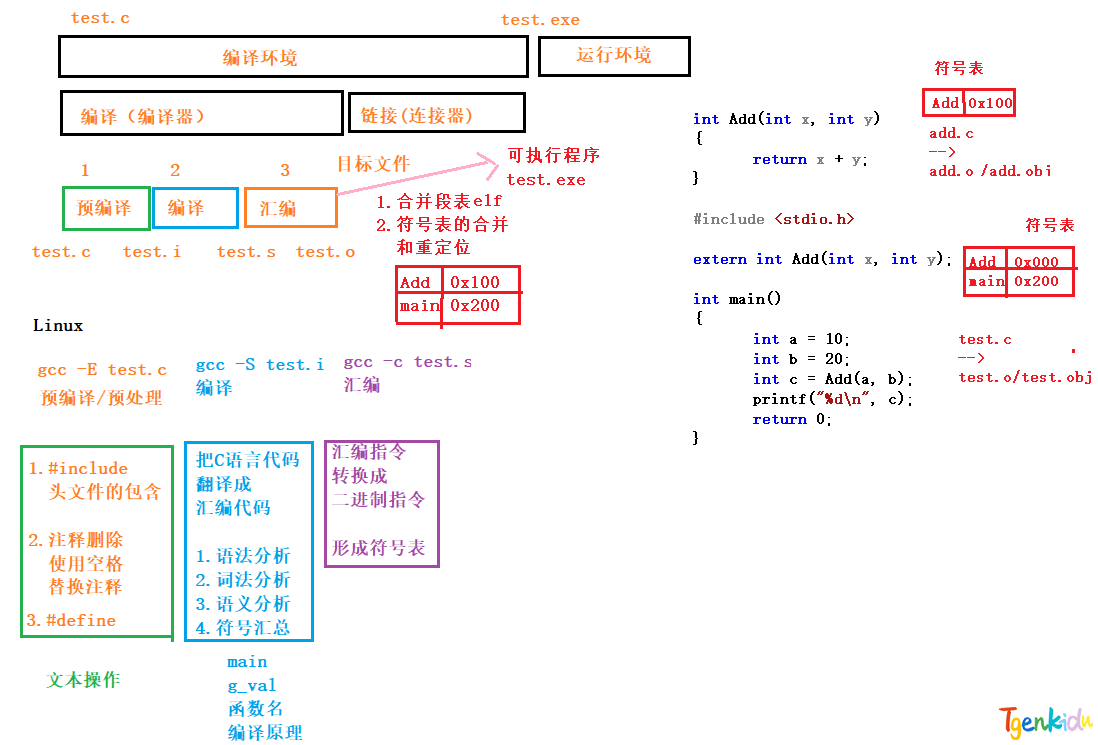 test.c
test.exe
编译环境
运行环境
编译（编译器）
链接(连接器)
1
2
3
目标文件
预编译
编译
汇编
test.c
test.i
test.s
test.o
可执行程序
test.exe
1.合并段表elf
2.符号表的合并
和重定位
Add 0x100
main 0x200
Linux
gcc -E test.c
预编译/预处理
gcc -S test.i
编译
gcc -c test.s
汇编
1.#include
头文件的包含
2.注释删除
使用空格
替换注释
3.#define
文本操作
把C语言代码
翻译成
汇编代码
1.语法分析
2.词法分析
3.语义分析
4.符号汇总
main
g_val
函数名
编译原理
汇编指令
转换成
二进制指令
形成符号表
int Add(int x, int y)
{
return x + y;
}
#include <stdio.h>
extern int Add(int x, int y);
int main()
{
int a = 10;
int b = 20;
int c = Add(a, b);
printf("%d\n", c);
return 0;
}
符号表
Add 0x100
add.c
-->
add.o /add.obi
符号表
Add 0x000
main 0x200
test.c
-->
test.o/test.obj
Tgenkidu